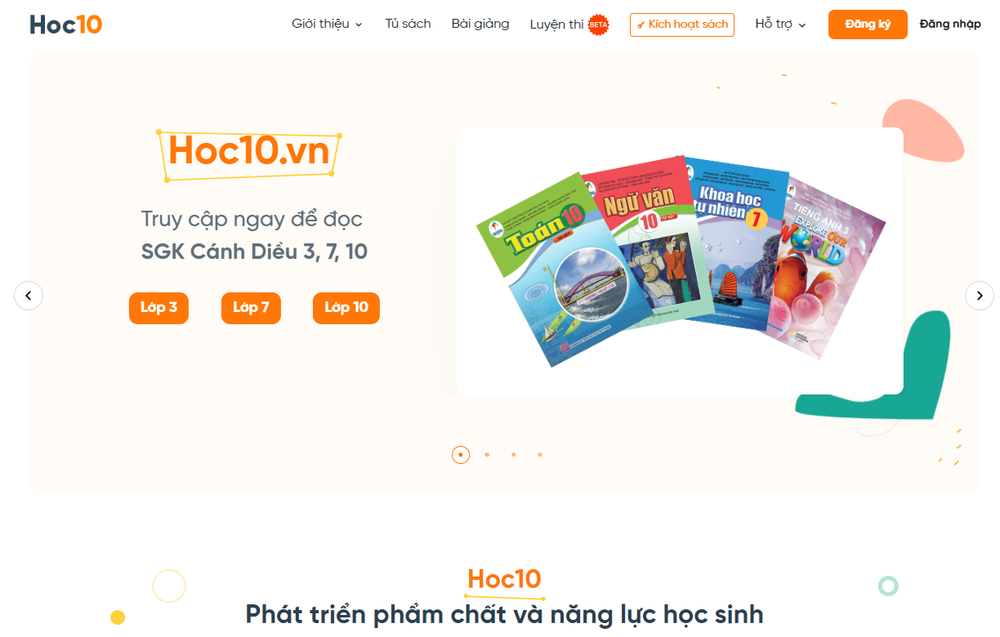 Hoc10
Giới thiệu
Tủ sách
Bài giảng
Luyện thi BETA
Kích hoạt sách
Hỗ trợ
Đăng ký
Đăng nhập
Hoc10.vn
Truy cập ngay để đọc
SGK Cánh Diều 3, 7, 10
Lớp 3
Lớp 7
Lớp 10
Toán 10
Ngữ văn
10 TẬP MỘT
Khoa học
tự nhiên 7
TIẾNG ANH 3
EXPLORE OUR
WORLD
Hoc10
Phát triển phẩm chất và năng lực học sinh